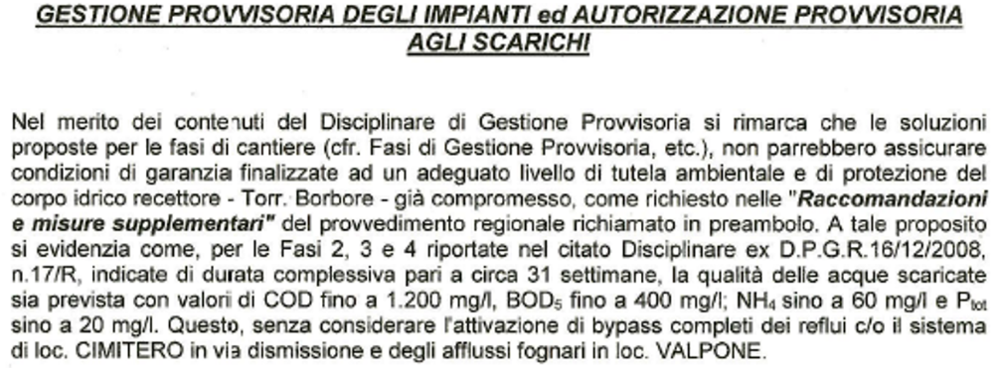 GESTIONE PROVVISORIA DEGLI IMPIANTI ed AUTORIZZAZIONE PROVVISORIA
AGLI SCARICHI
Nel merito dei contenuti del Disciplinare di Gestione Provvisoria si rimarca che le soluzioni
proposte per le fasi di cantiere (cfr. Fasi di Gestione Provvisoria, etc.), non parrebbero assicurare
condizioni di garanzia finalizzate ad un adeguato livello di tutela ambientale e di protezione del
corpo idrico recettore - Torr. Borbore - già compromesso, come richiesto nelle "Raccomandazioni
e misure supplementari" del provvedimento regionale richiamato in preambolo. A tale proposito
si evidenzia come, per le Fasi 2, 3 e 4 riportate nel citato Disciplinare ex D.P.G.R.16/12/2008,
n.17/R, indicate di durata complessiva pari a circa 31 settimane, la qualità delle acque scaricate
sia prevista con valori di COD fino a 1.200 mg/l, BOD₅ fino a 400 mg/l; NH₄ sino a 60 mg/l e Ptot
sino a 20 mg/l. Questo, senza considerare l'attivazione di bypass completi dei reflui c/o il sistema
di loc. CIMITERO in via dismissione e degli afflussi fognari in loc. VALPONE.